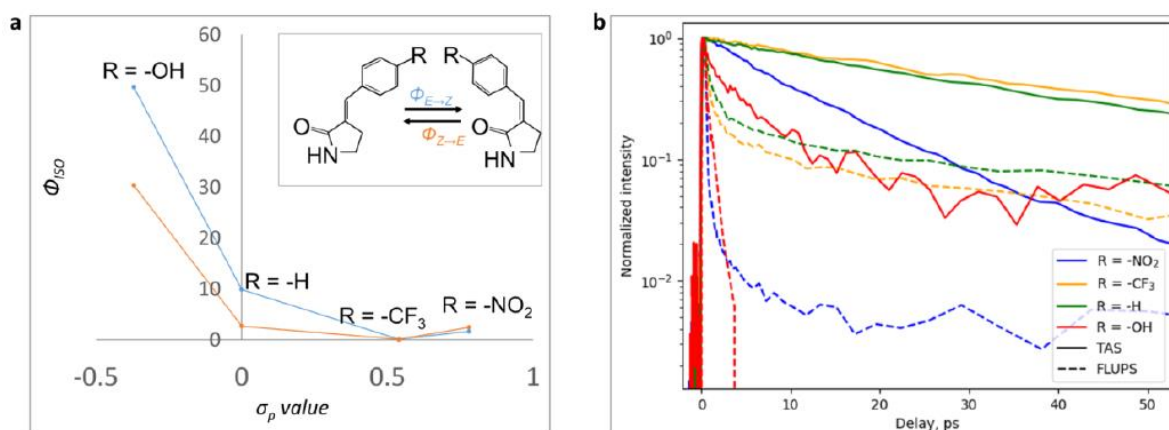 a
60
50
40
30
20
10
0
Φ_ISO
-0.5
0
0.5
1
σ_p value
R = -OH
R = -H
R = -CF₃
R = -NO₂
R
R
Φ_E→Z
Φ_Z→E
O
HN
O
HN
b
Normalized intensity
10⁰
10⁻¹
10⁻²
0
10
20
30
40
50
Delay, ps
R = -NO₂
R = -CF₃
R = -H
R = -OH
TAS
FLUPS